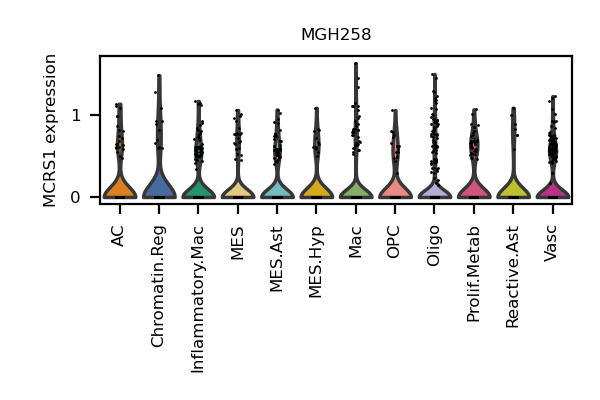 MGH258
MCRS1 expression
1
0
AC
Chromatin.Reg
Inflammatory.Mac
MES
MES.Ast
MES.Hyp
Mac
OPC
Oligo
Prolif.Metab
Reactive.Ast
Vasc